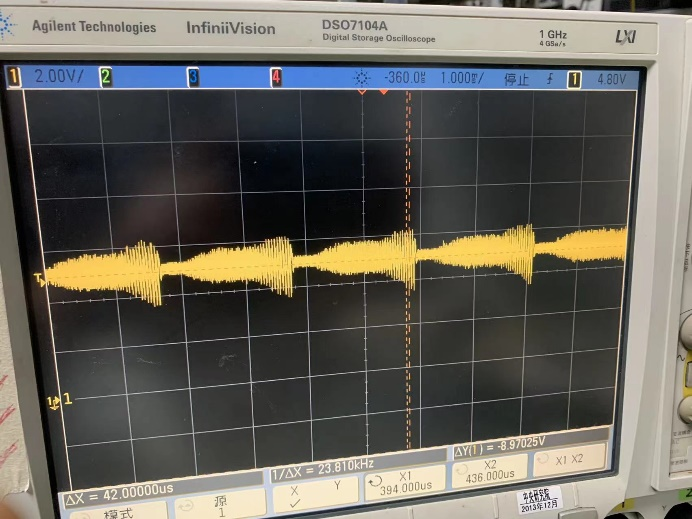 Agilent Technologies InfiniiVision DSO7104A 1 GHz LXI
Digital Storage Oscilloscope 4 GSa/s
1 2.00V/ 2 3 4 -360.0 1.000 / 停止 1 4.80V
T
1
ΔX = 42.00000us 1/ΔX = 23.810kHz ΔY(1) = -8.97025V
模式 源 X Y X1 X2 X1 X2
1 394.000us 436.000us
2013年12月